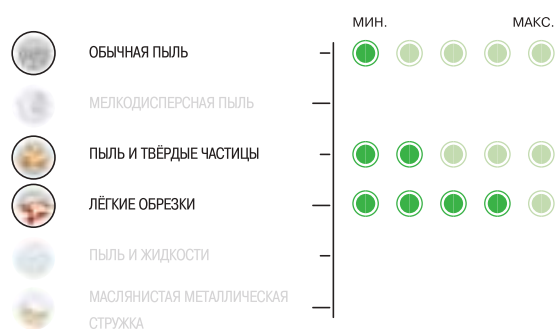 МИН. МАКС.
ОБЫЧНАЯ ПЫЛЬ
МЕЛКОДИСПЕРСНАЯ ПЫЛЬ
ПЫЛЬ И ТВЁРДЫЕ ЧАСТИЦЫ
ЛЁГКИЕ ОБРЕЗКИ
ПЫЛЬ И ЖИДКОСТИ
МАСЛЯНИСТАЯ МЕТАЛЛИЧЕСКАЯ
СТРУЖКА